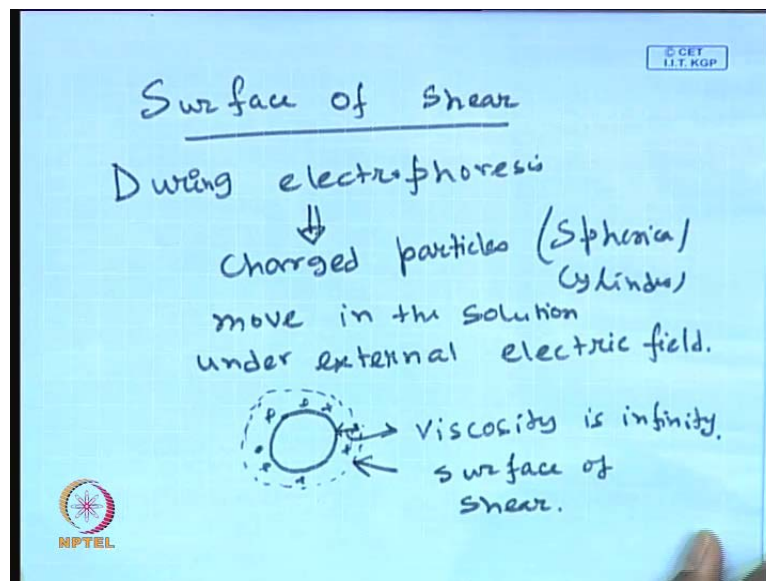 © CET
I.I.T. KGP
Surface of Shear
During electrophoresis
⇓
Charged particles (Spherical/
Cylinder)
move in the solution
under external electric field.
Viscosity is infinity.
surface of
shear.
NPTEL